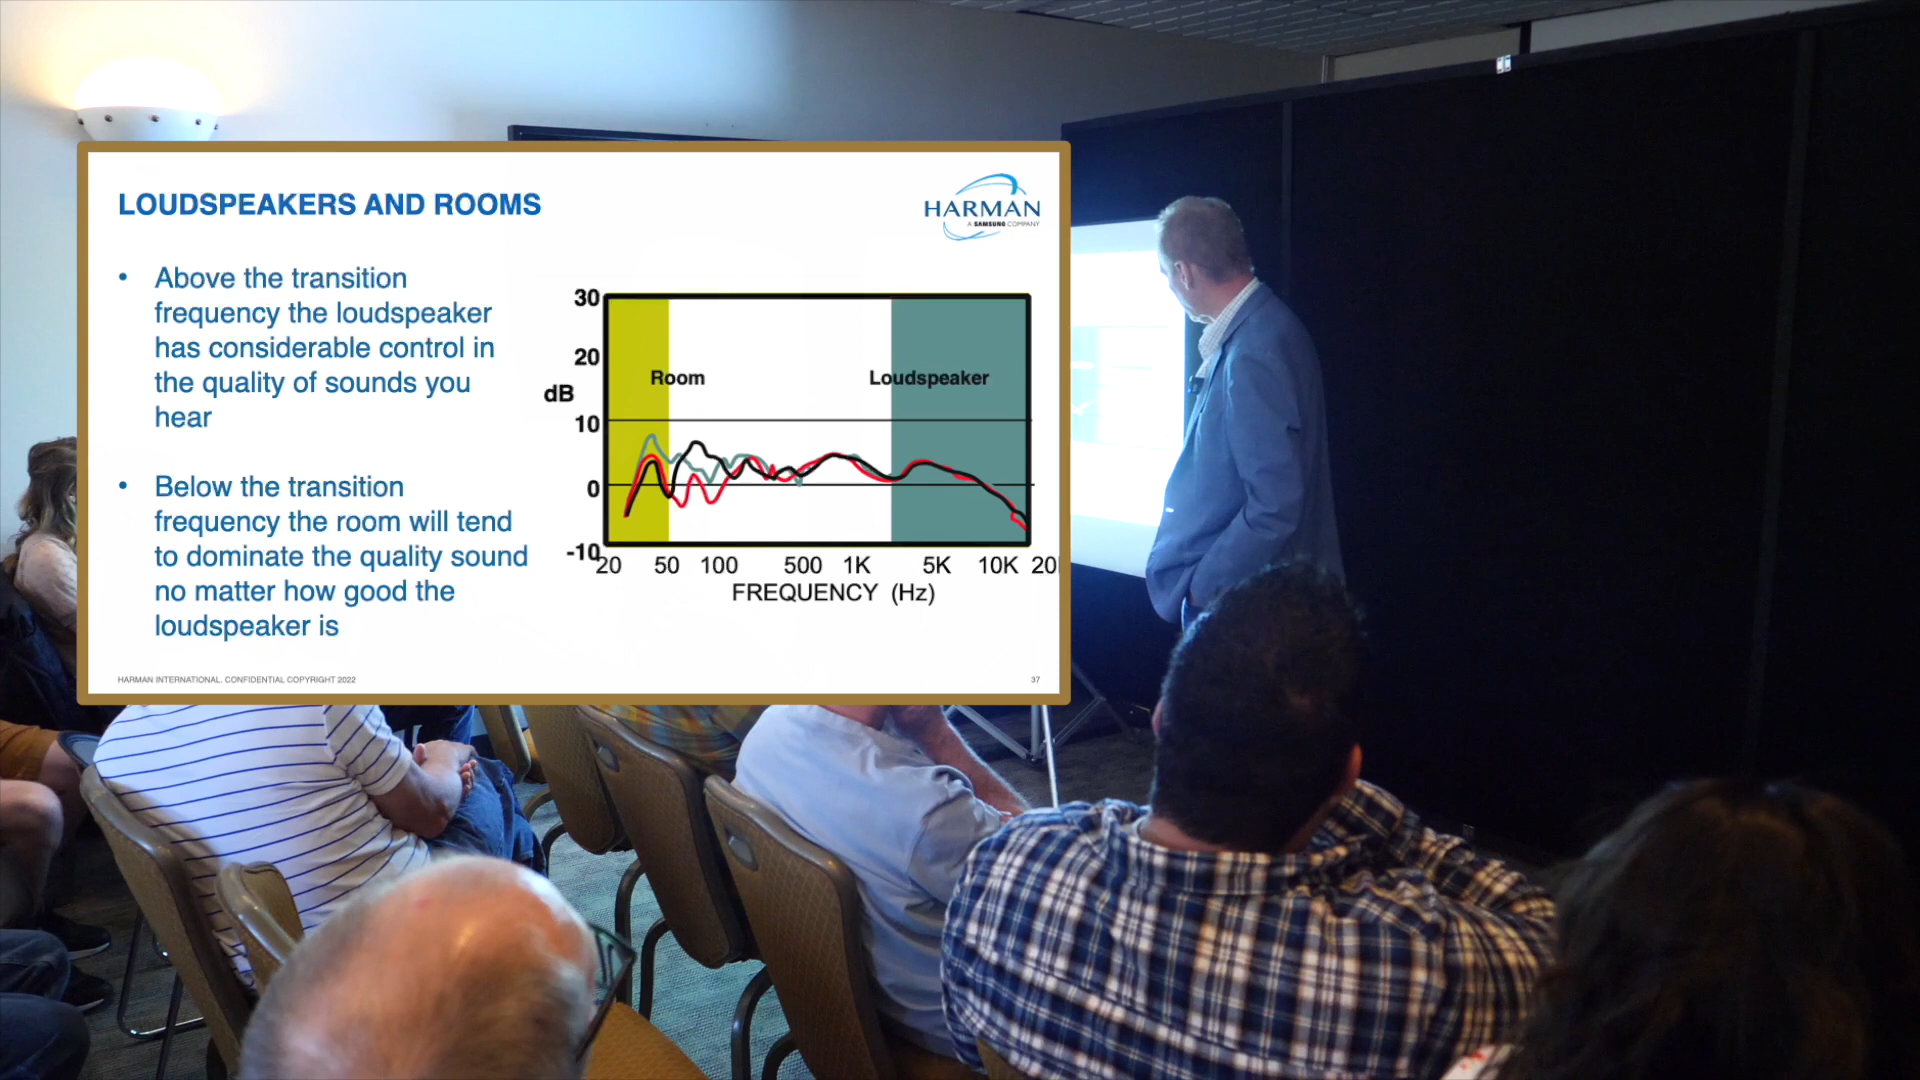 LOUDSPEAKERS AND ROOMS
HARMAN
A SAMSUNG COMPANY
• Above the transition
frequency the loudspeaker
has considerable control in
the quality of sounds you
hear
• Below the transition
frequency the room will tend
to dominate the quality sound
no matter how good the
loudspeaker is
30
20
dB
10
0
-10
Room
Loudspeaker
20 50 100 500 1K 5K 10K 20
FREQUENCY (Hz)
HARMAN INTERNATIONAL. CONFIDENTIAL COPYRIGHT 2022
37